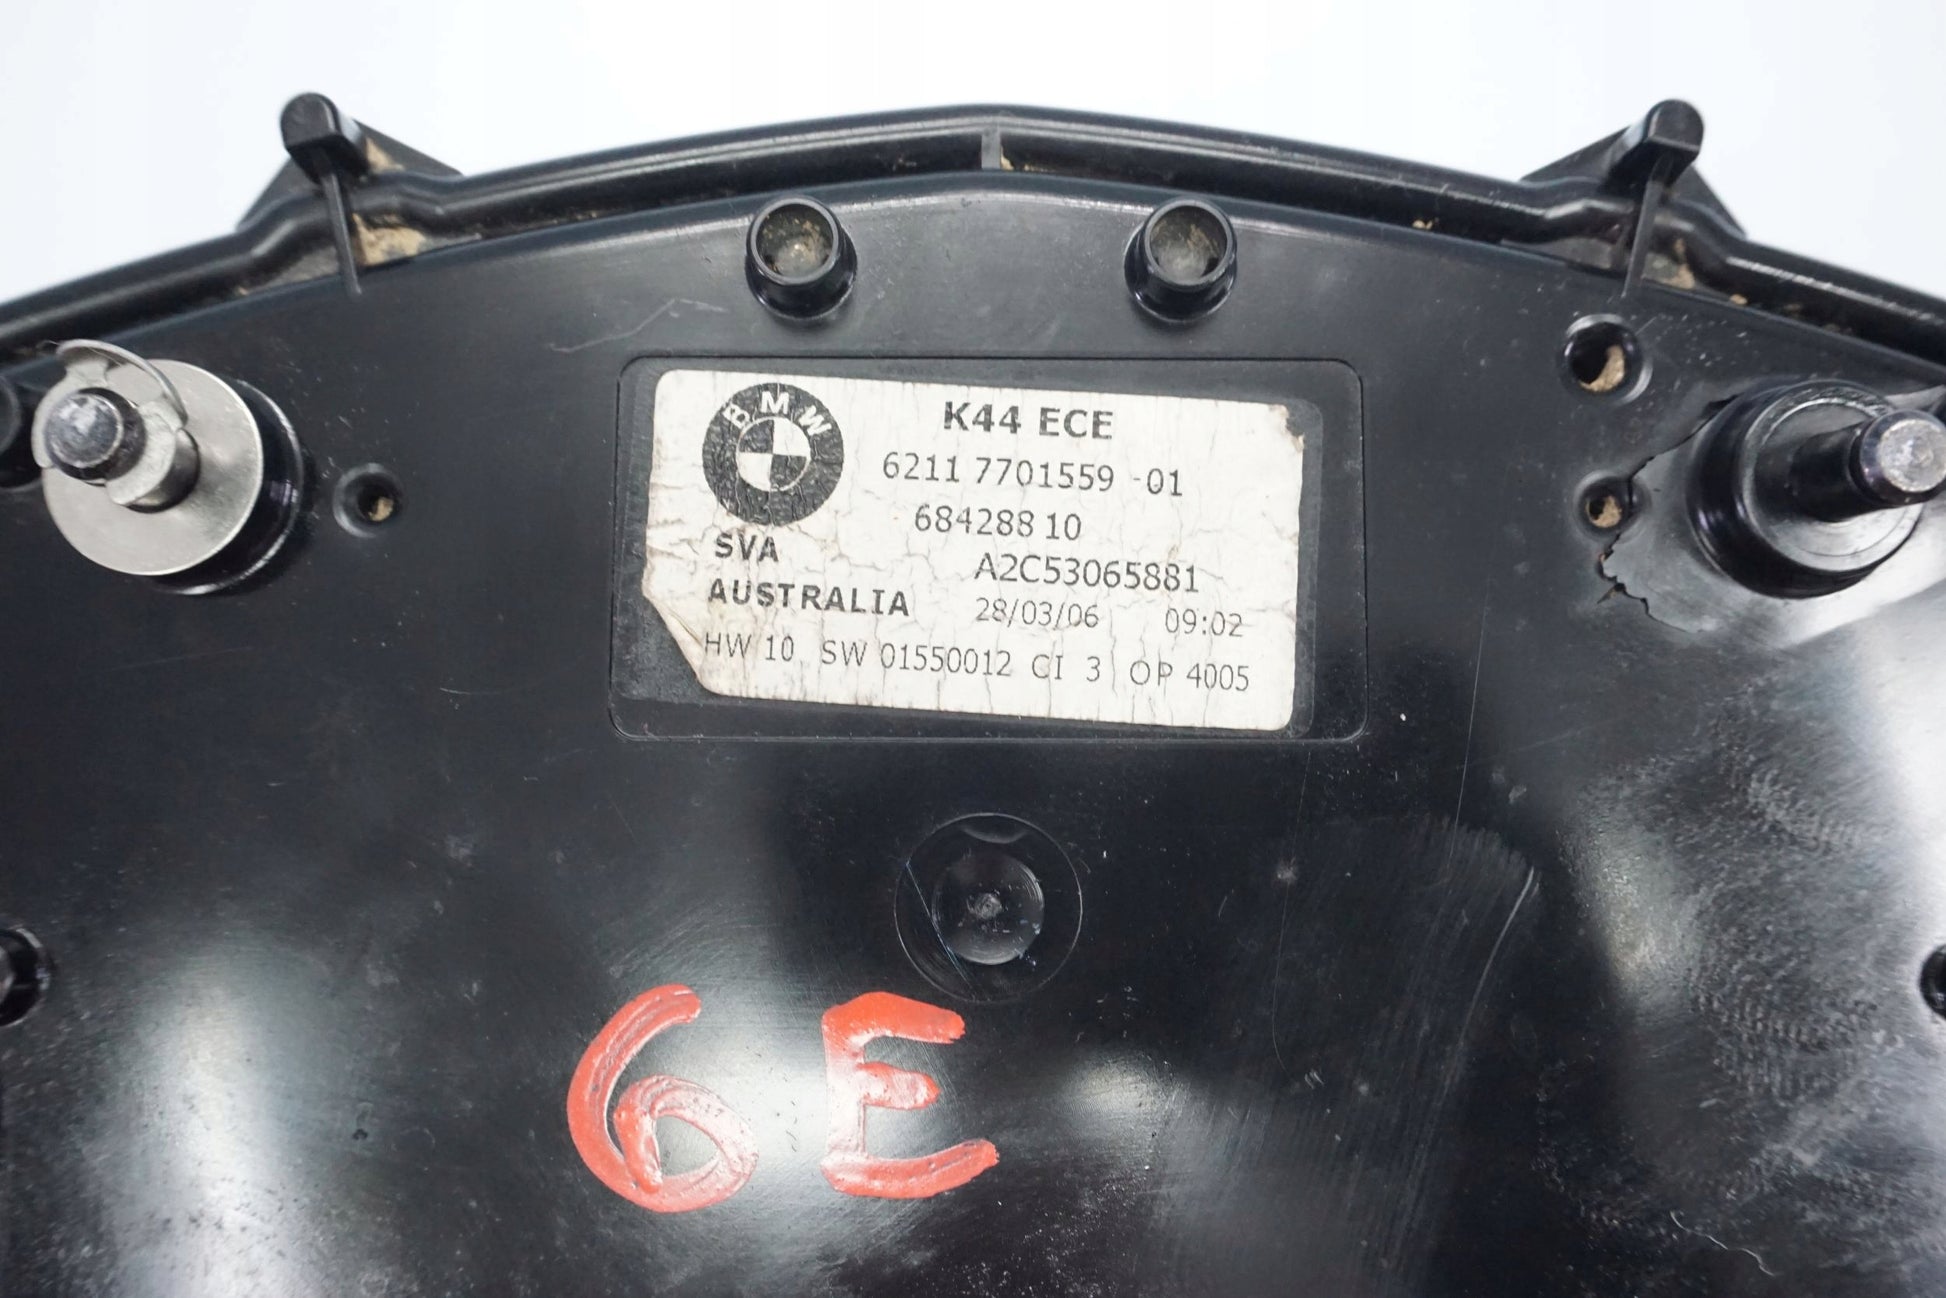 BMW
K44 ECE
6211 7701559 -01
68428810
SVA
A2C53065881
AUSTRALIA
28/03/06 09:02
HW 10 SW 01550012 CI 3 OP 4005
6E